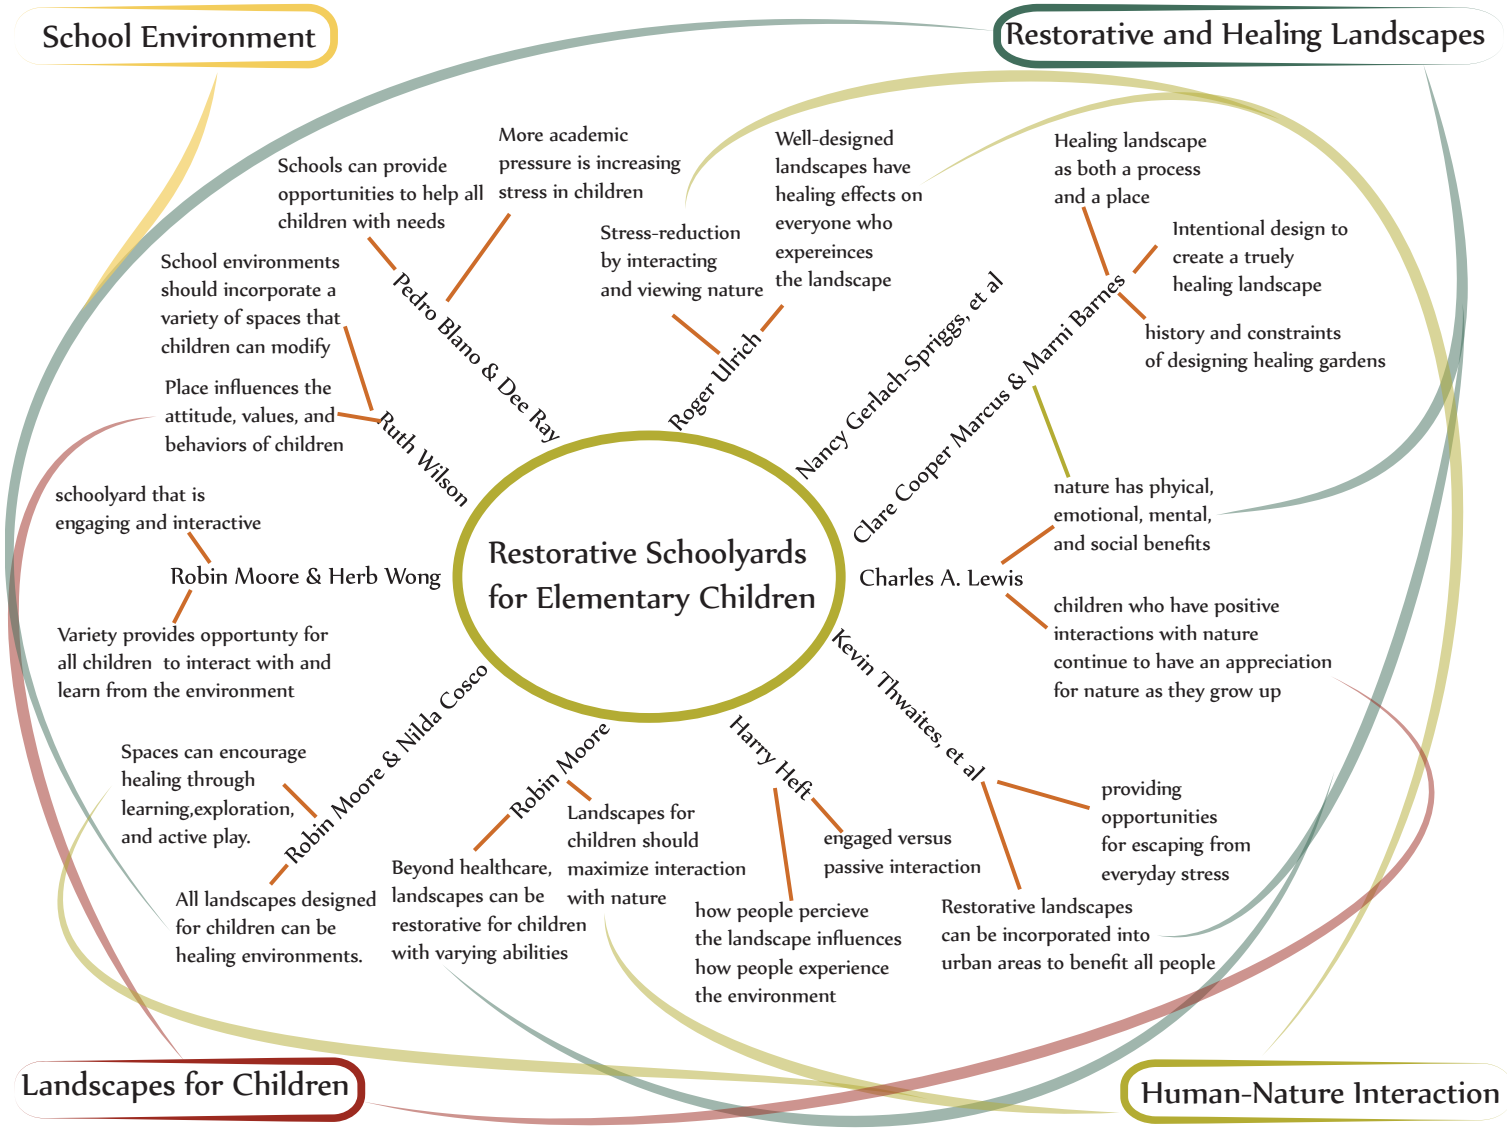 School Environment
Restorative and Healing Landscapes
Schools can provide
opportunities to help all
children with needs
More academic
pressure is increasing
stress in children
Pedro Blano & Dee Ray
Stress-reduction
by interacting
and viewing nature
Well-designed
landscapes have
healing effects on
everyone who
expereinces
the landscape
Roger Ulrich
Nancy Gerlach-Spriggs, et al
Healing landscape
as both a process
and a place
Intentional design to
create a truely
healing landscape
history and constraints
of designing healing gardens
Clare Cooper Marcus & Marni Barnes
School environments
should incorporate a
variety of spaces that
children can modify
Place influences the
attitude, values, and
behaviors of children
Ruth Wilson
schoolyard that is
engaging and interactive
Robin Moore & Herb Wong
Variety provides opportunty for
all children to interact with and
learn from the environment
Restorative Schoolyards
for Elementary Children
nature has phyical,
emotional, mental,
and social benefits
Charles A. Lewis
children who have positive
interactions with nature
continue to have an appreciation
for nature as they grow up
Spaces can encourage
healing through
learning,exploration,
and active play.
Robin Moore & Nilda Cosco
All landscapes designed
for children can be
healing environments.
Robin Moore
Beyond healthcare,
landscapes can be
restorative for children
with varying abilities
Landscapes for
children should
maximize interaction
with nature
Harry Heft
engaged versus
passive interaction
how people percieve
the landscape influences
how people experience
the environment
Kevin Thwaites, et al
providing
opportunities
for escaping from
everyday stress
Restorative landscapes
can be incorporated into
urban areas to benefit all people
Landscapes for Children
Human-Nature Interaction